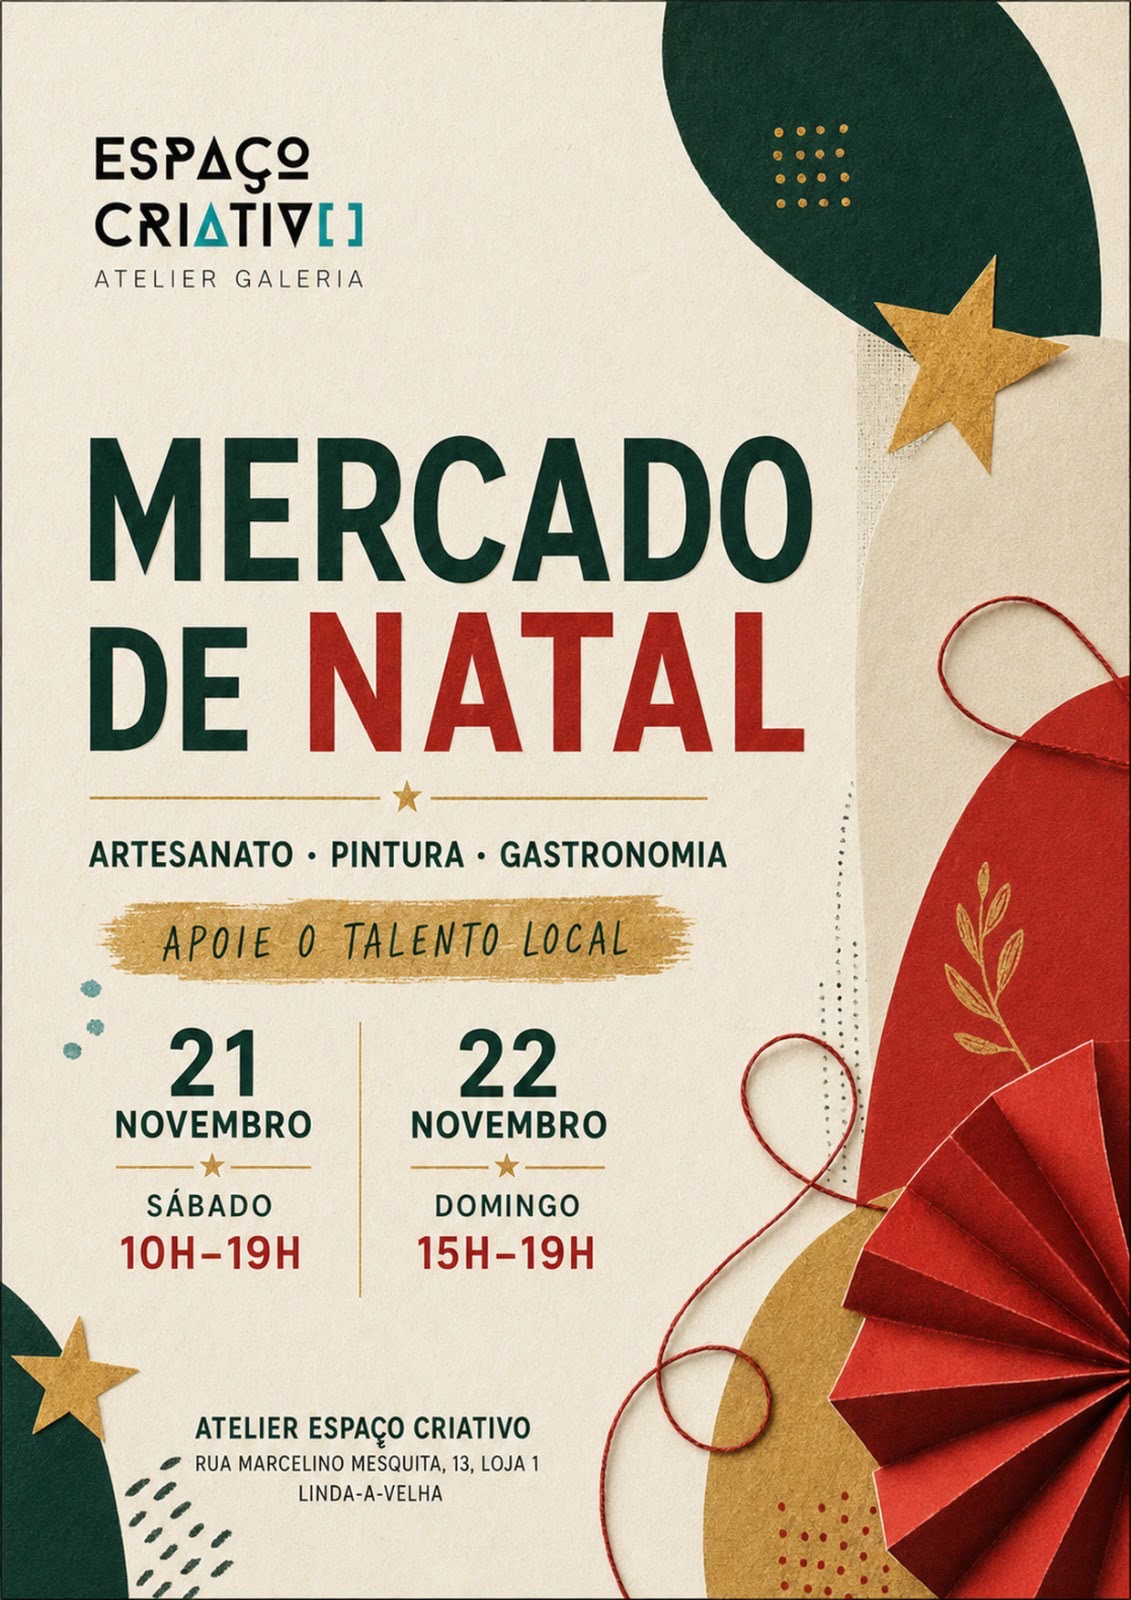 ESPAÇO
CRIATIV[]
ATELIER GALERIA
MERCADO
DE NATAL
ARTESANATO • PINTURA • GASTRONOMIA
APOIE O TALENTO LOCAL
21
NOVEMBRO
SÁBADO
10H–19H
22
NOVEMBRO
DOMINGO
15H–19H
ATELIER ESPAÇO CRIATIVO
RUA MARCELINO MESQUITA, 13, LOJA 1
LINDA-A-VELHA